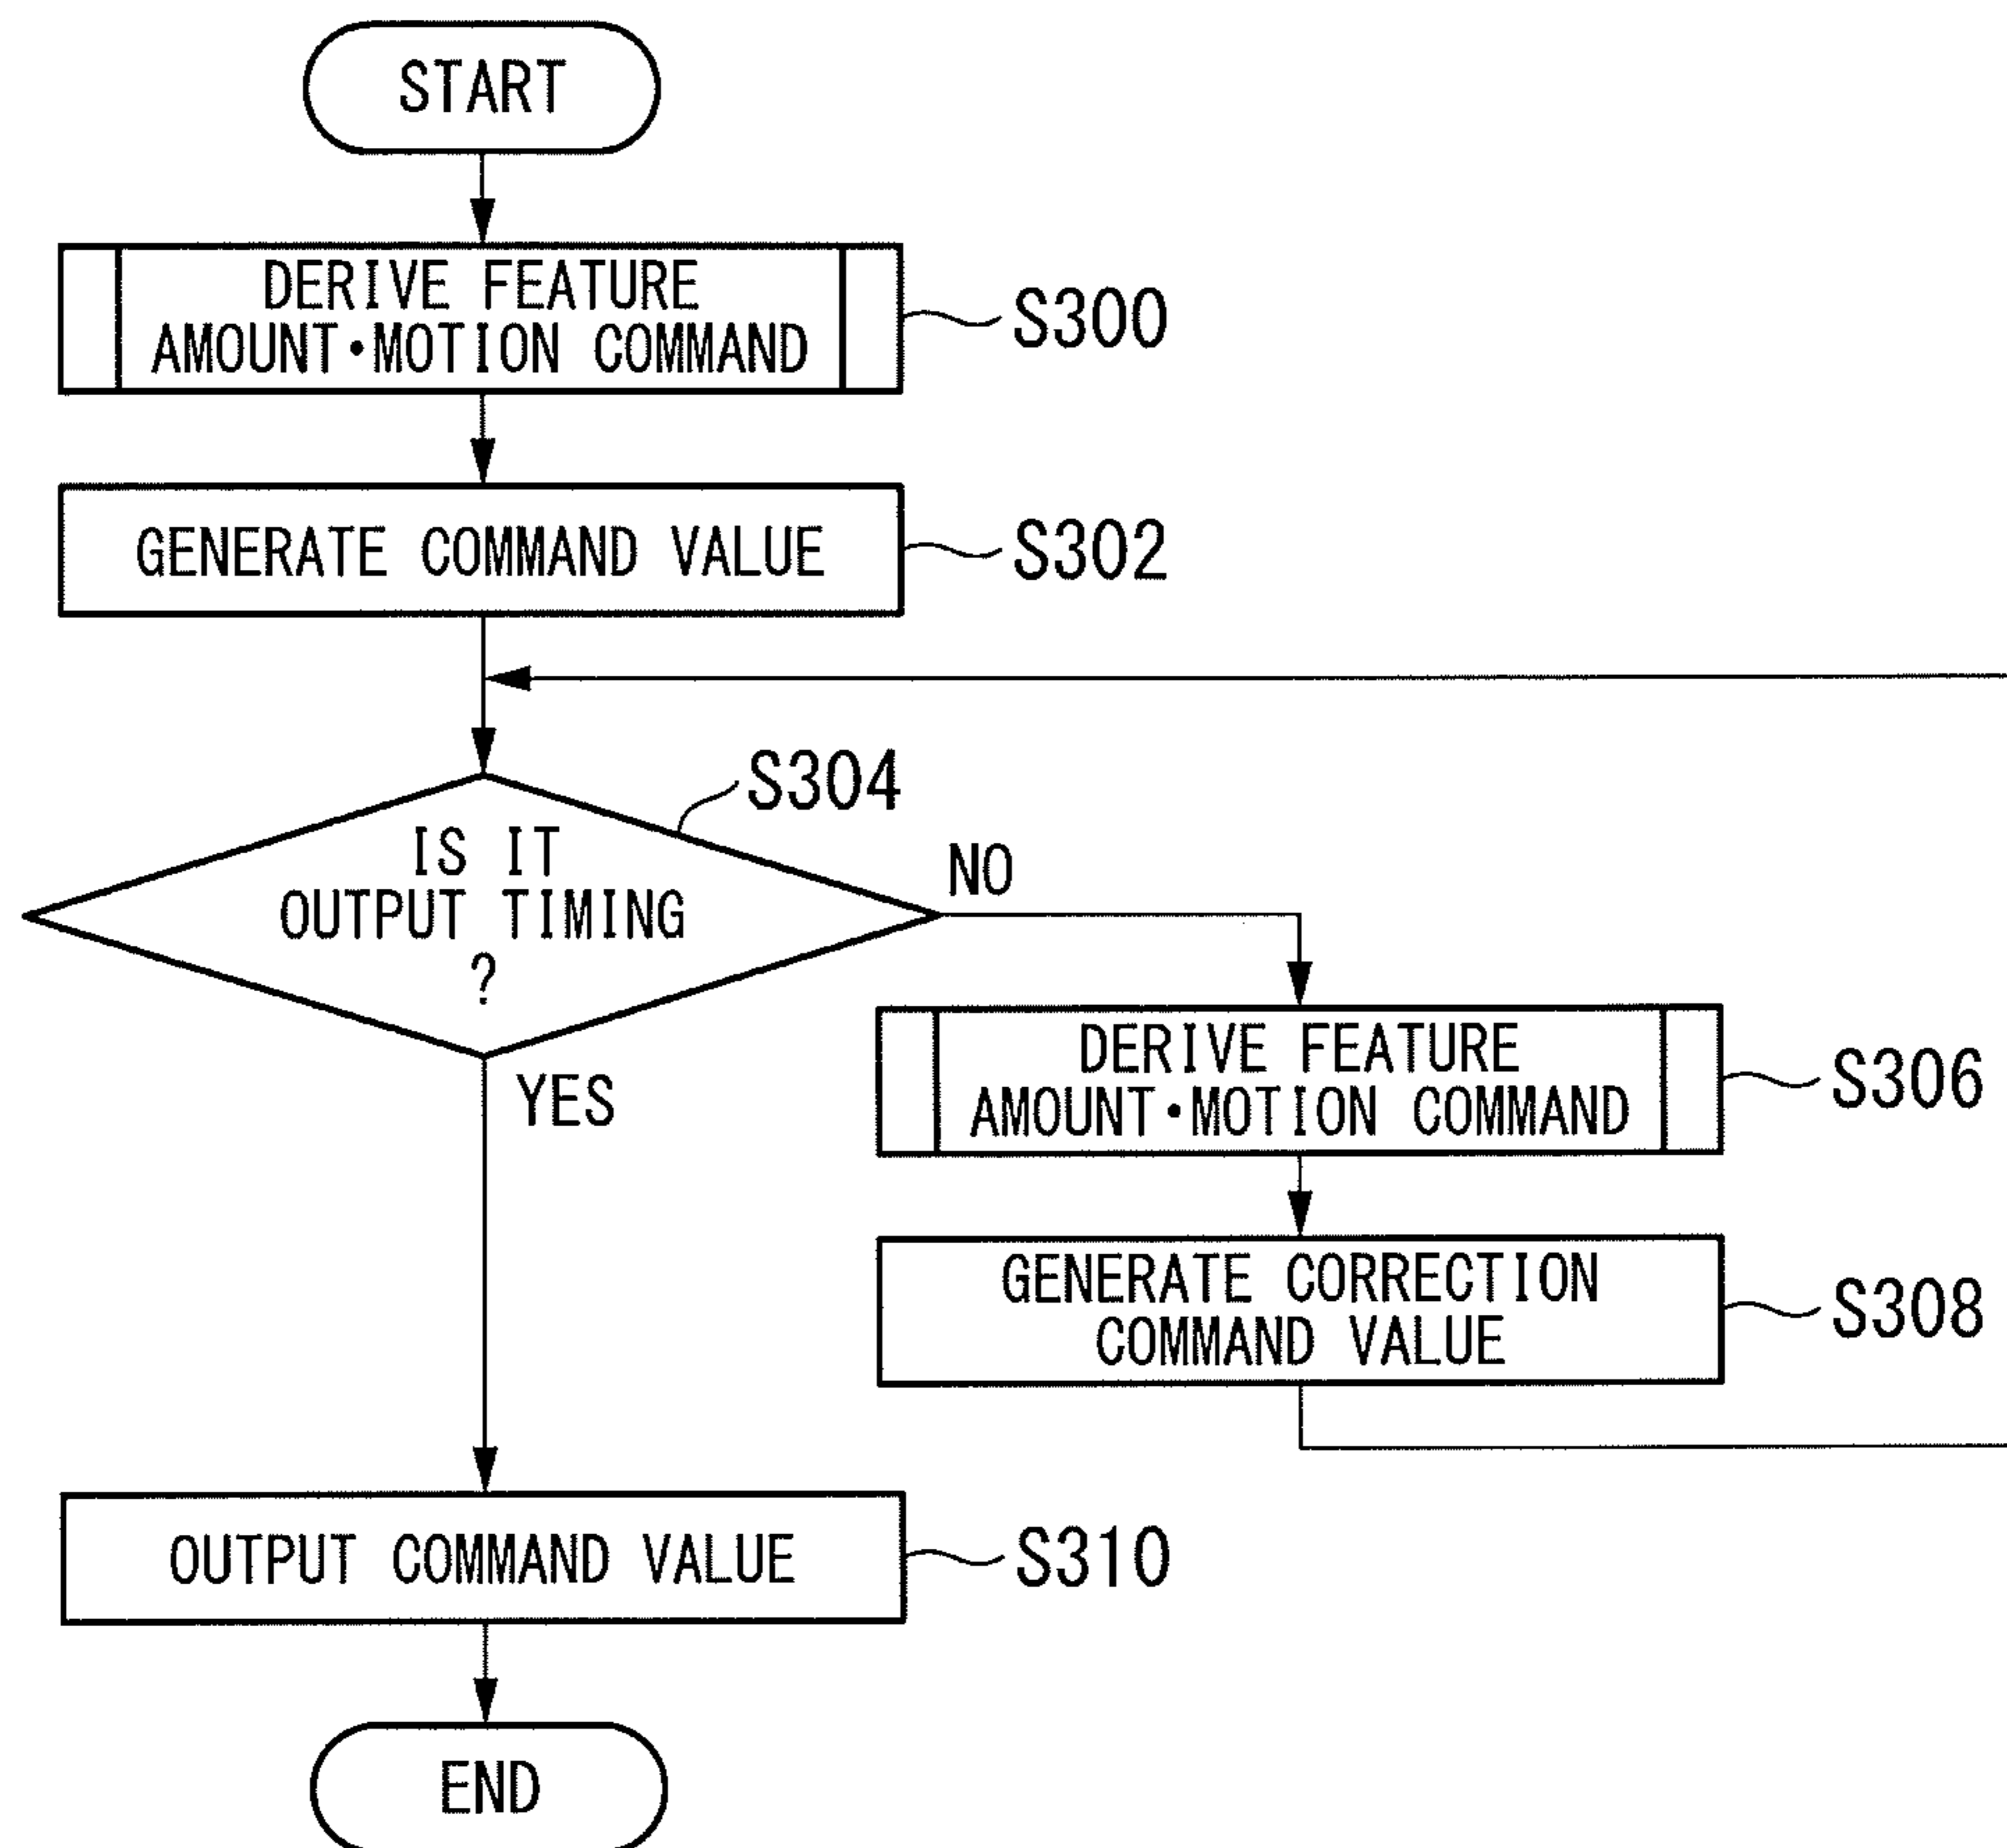 START
DERIVE FEATURE
AMOUNT・MOTION COMMAND
S300
GENERATE COMMAND VALUE
S302
S304
IS IT
OUTPUT TIMING
?
NO
YES
DERIVE FEATURE
AMOUNT・MOTION COMMAND
S306
GENERATE CORRECTION
COMMAND VALUE
S308
OUTPUT COMMAND VALUE
S310
END